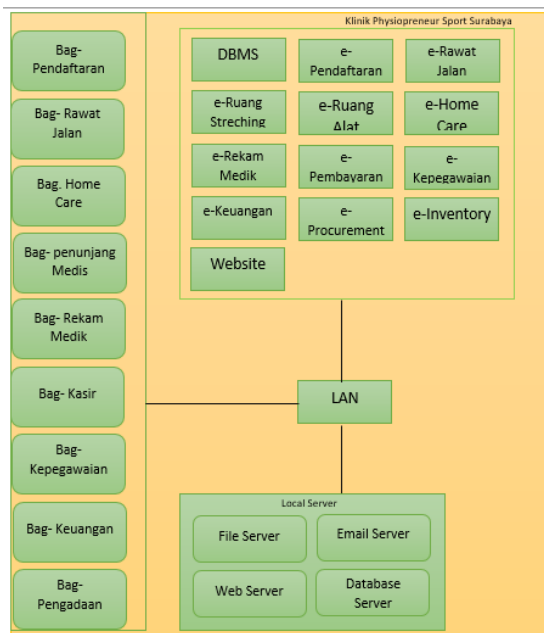 Klinik Physiopreneur Sport Surabaya
Bag-
Pendaftaran
Bag- Rawat
Jalan
Bag. Home
Care
Bag- penunjang
Medis
Bag- Rekam
Medik
Bag- Kasir
Bag-
Kepegawaian
Bag- Keuangan
Bag-
Pengadaan
DBMS
e-
Pendaftaran
e-Rawat
Jalan
e-Ruang
Streching
e-Ruang
Alat
e-Home
Care
e-Rekam
Medik
e-
Pembayaran
e-
Kepegawaian
e-Keuangan
e-
Procurement
e-Inventory
Website
LAN
Local Server
File Server
Email Server
Web Server
Database
Server